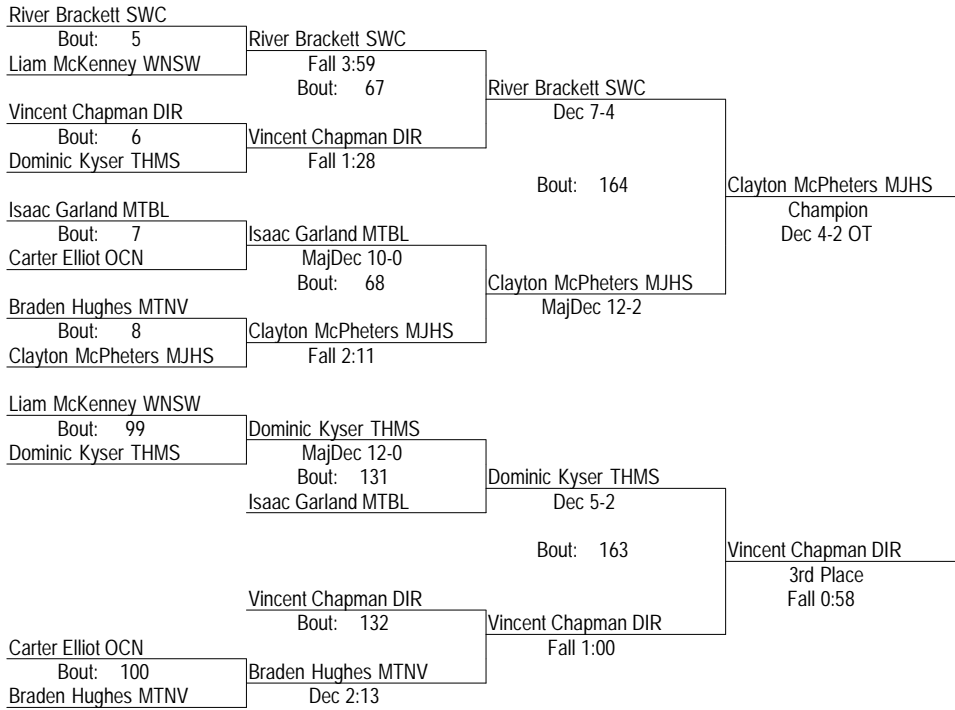 River Brackett SWC
Bout: 5
Liam McKenney WNSW
River Brackett SWC
Fall 3:59
Bout: 67
Vincent Chapman DIR
Bout: 6
Dominic Kyser THMS
Vincent Chapman DIR
Fall 1:28
River Brackett SWC
Dec 7-4
Bout: 164
Isaac Garland MTBL
Bout: 7
Carter Elliot OCN
Isaac Garland MTBL
MajDec 10-0
Bout: 68
Braden Hughes MTNV
Bout: 8
Clayton McPheters MJHS
Clayton McPheters MJHS
Fall 2:11
Clayton McPheters MJHS
MajDec 12-2
Clayton McPheters MJHS
Champion
Dec 4-2 OT
Liam McKenney WNSW
Bout: 99
Dominic Kyser THMS
Dominic Kyser THMS
MajDec 12-0
Bout: 131
Isaac Garland MTBL
Dominic Kyser THMS
Dec 5-2
Bout: 163
Vincent Chapman DIR
Bout: 132
Carter Elliot OCN
Bout: 100
Braden Hughes MTNV
Braden Hughes MTNV
Dec 2:13
Vincent Chapman DIR
Fall 1:00
Vincent Chapman DIR
3rd Place
Fall 0:58